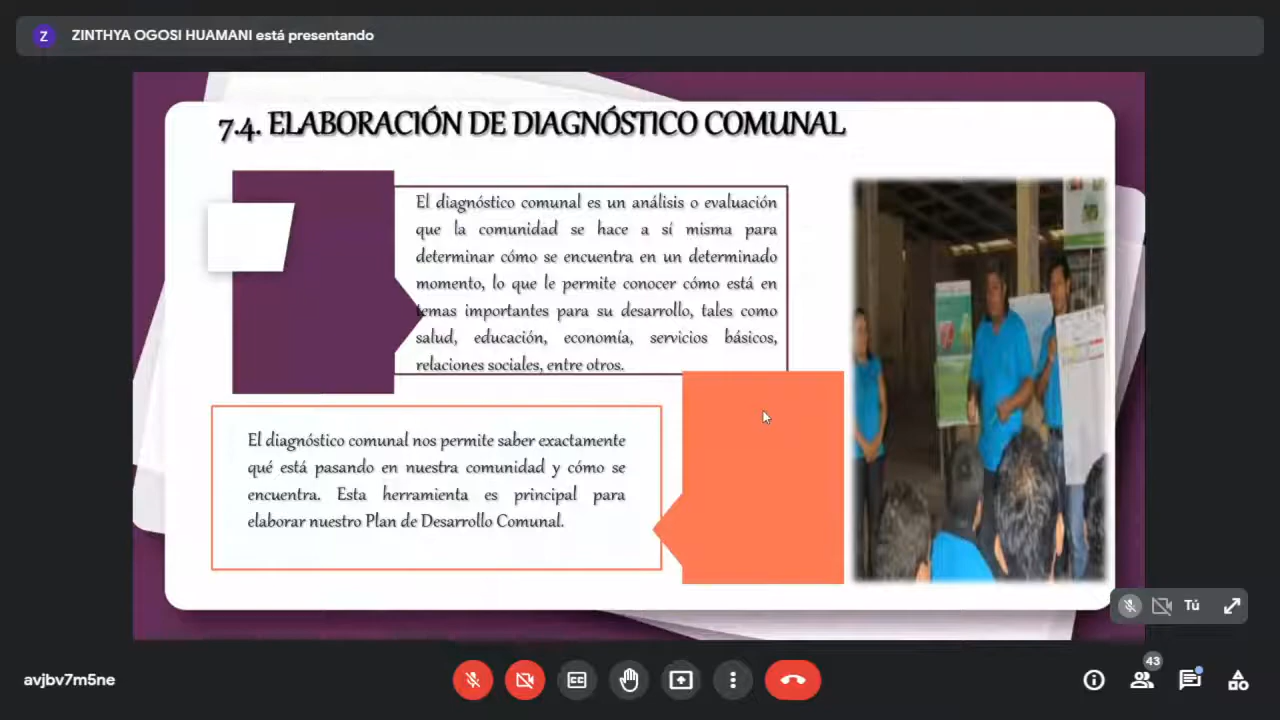 Z
ZINTHYA OGOSI HUAMANI está presentando
7.4. ELABORACIÓN DE DIAGNÓSTICO COMUNAL
El diagnóstico comunal es un análisis o evaluación
que la comunidad se hace a sí misma para
determinar cómo se encuentra en un determinado
momento, lo que le permite conocer cómo está en
temas importantes para su desarrollo, tales como
salud, educación, economía, servicios básicos,
relaciones sociales, entre otros.
El diagnóstico comunal nos permite saber exactamente
qué está pasando en nuestra comunidad y cómo se
encuentra. Esta herramienta es principal para
elaborar nuestro Plan de Desarrollo Comunal.
Tú
avjbv7m5ne
43